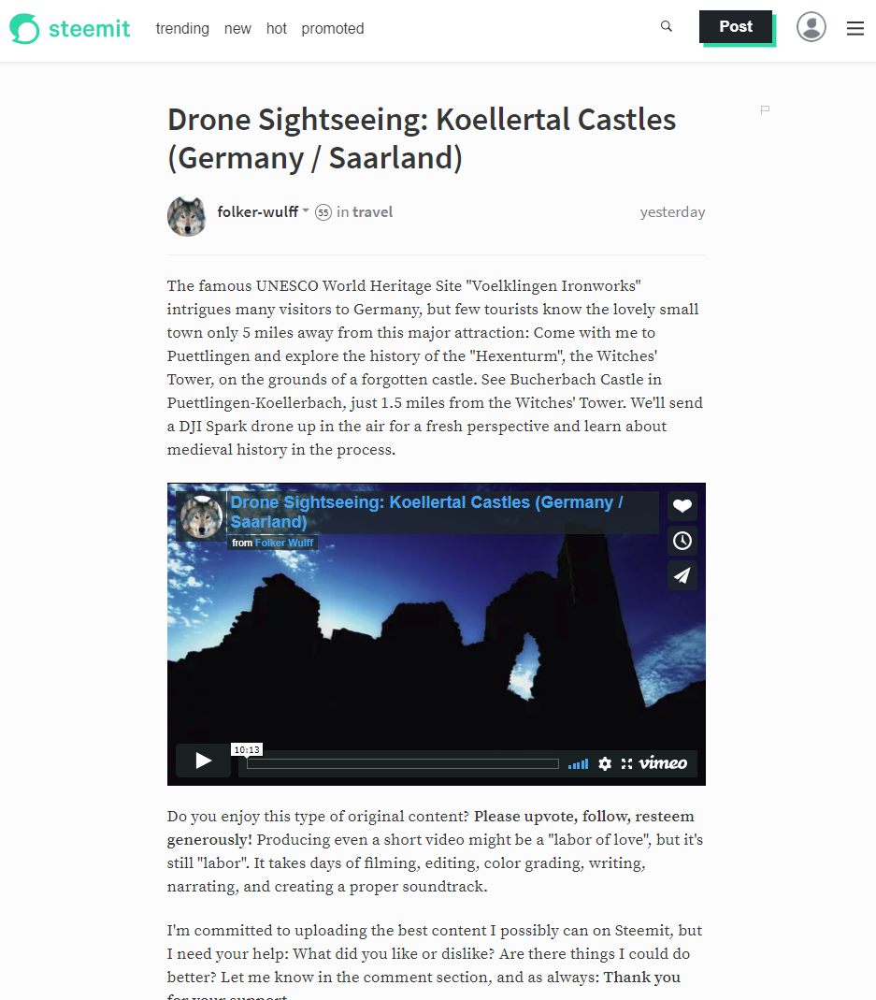 steemit trending new hot promoted Post
Drone Sightseeing: Koellertal Castles
(Germany / Saarland)
folker-wulff 55 in travel yesterday
The famous UNESCO World Heritage Site "Voelklingen Ironworks"
intrigues many visitors to Germany, but few tourists know the lovely small
town only 5 miles away from this major attraction: Come with me to
Puettlingen and explore the history of the "Hexenturm", the Witches'
Tower, on the grounds of a forgotten castle. See Bucherbach Castle in
Puettlingen-Koellerbach, just 1.5 miles from the Witches' Tower. We'll send
a DJI Spark drone up in the air for a fresh perspective and learn about
medieval history in the process.
Drone Sightseeing: Koellertal Castles (Germany /
Saarland)
from Folker Wulff
10:13
vimeo
Do you enjoy this type of original content? Please upvote, follow, resteem
generously! Producing even a short video might be a "labor of love", but it's
still "labor". It takes days of filming, editing, color grading, writing,
narrating, and creating a proper soundtrack.
I'm committed to uploading the best content I possibly can on Steemit, but
I need your help: What did you like or dislike? Are there things I could do
better? Let me know in the comment section, and as always: Thank you
for your support